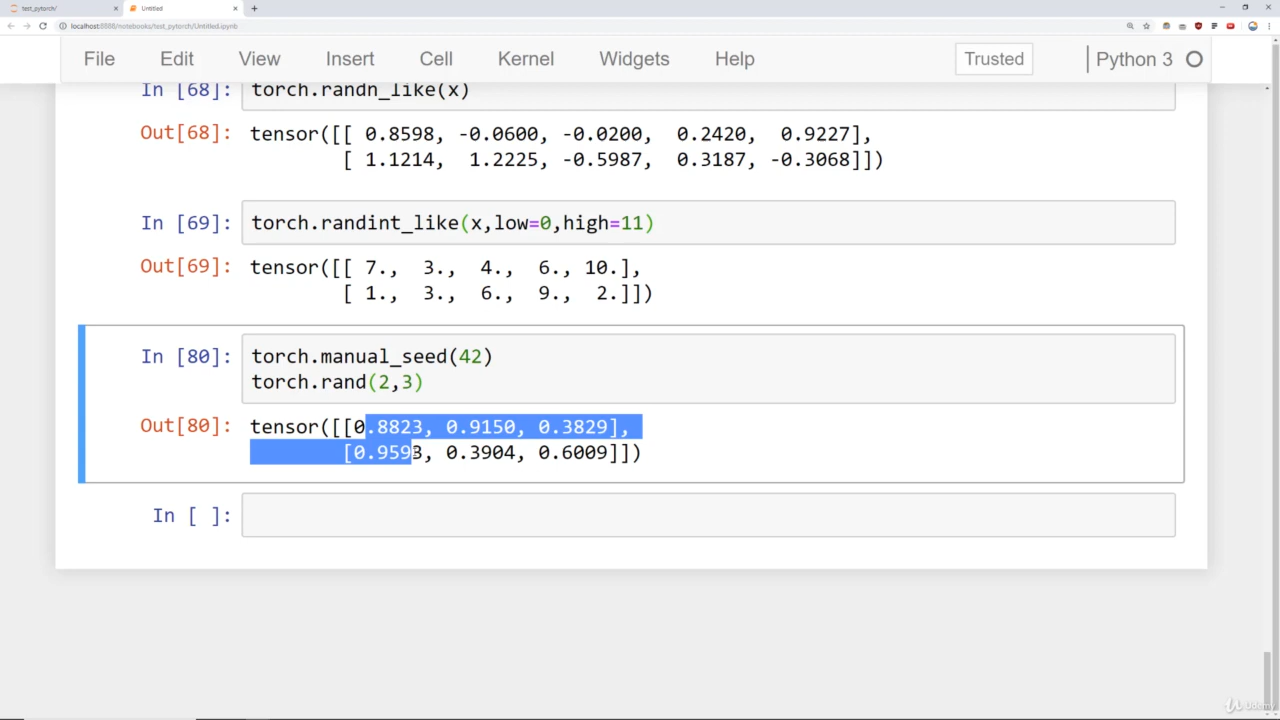 test_pytorch/
Untitled
localhost:8888/notebooks/test_pytorch/Untitled.ipynb
File Edit View Insert Cell Kernel Widgets Help Trusted Python 3
In [68]: torch.randn_like(x)
Out[68]: tensor([[ 0.8598, -0.0600, -0.0200,  0.2420,  0.9227],
[ 1.1214,  1.2225, -0.5987,  0.3187, -0.3068]])
In [69]: torch.randint_like(x,low=0,high=11)
Out[69]: tensor([[ 7.,  3.,  4.,  6., 10.],
[ 1.,  3.,  6.,  9.,  2.]])
In [80]: torch.manual_seed(42)
torch.rand(2,3)
Out[80]: tensor([[0.8823, 0.9150, 0.3829],
[0.9593, 0.3904, 0.6009]])
In [ ]:
Udemy